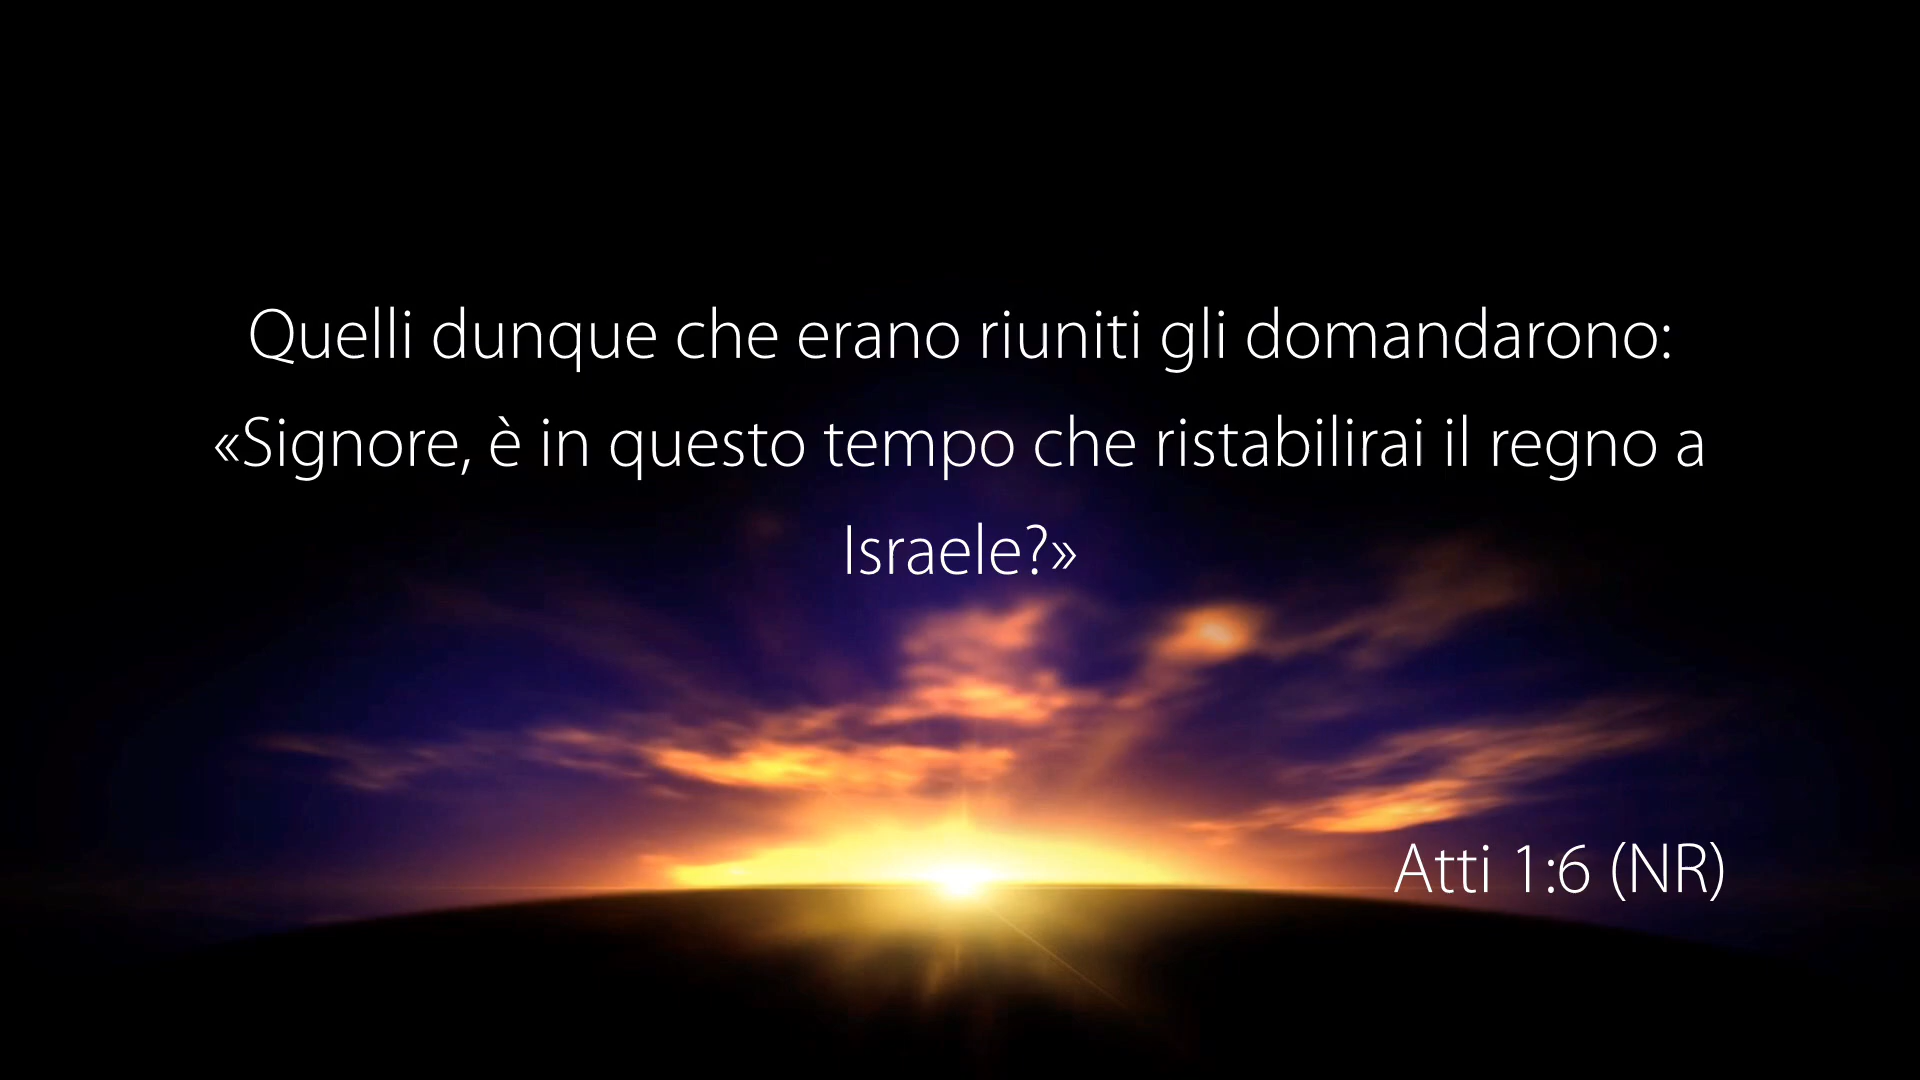 Quelli dunque che erano riuniti gli domandarono:
«Signore, è in questo tempo che ristabilirai il regno a
Israele?»
Atti 1:6 (NR)